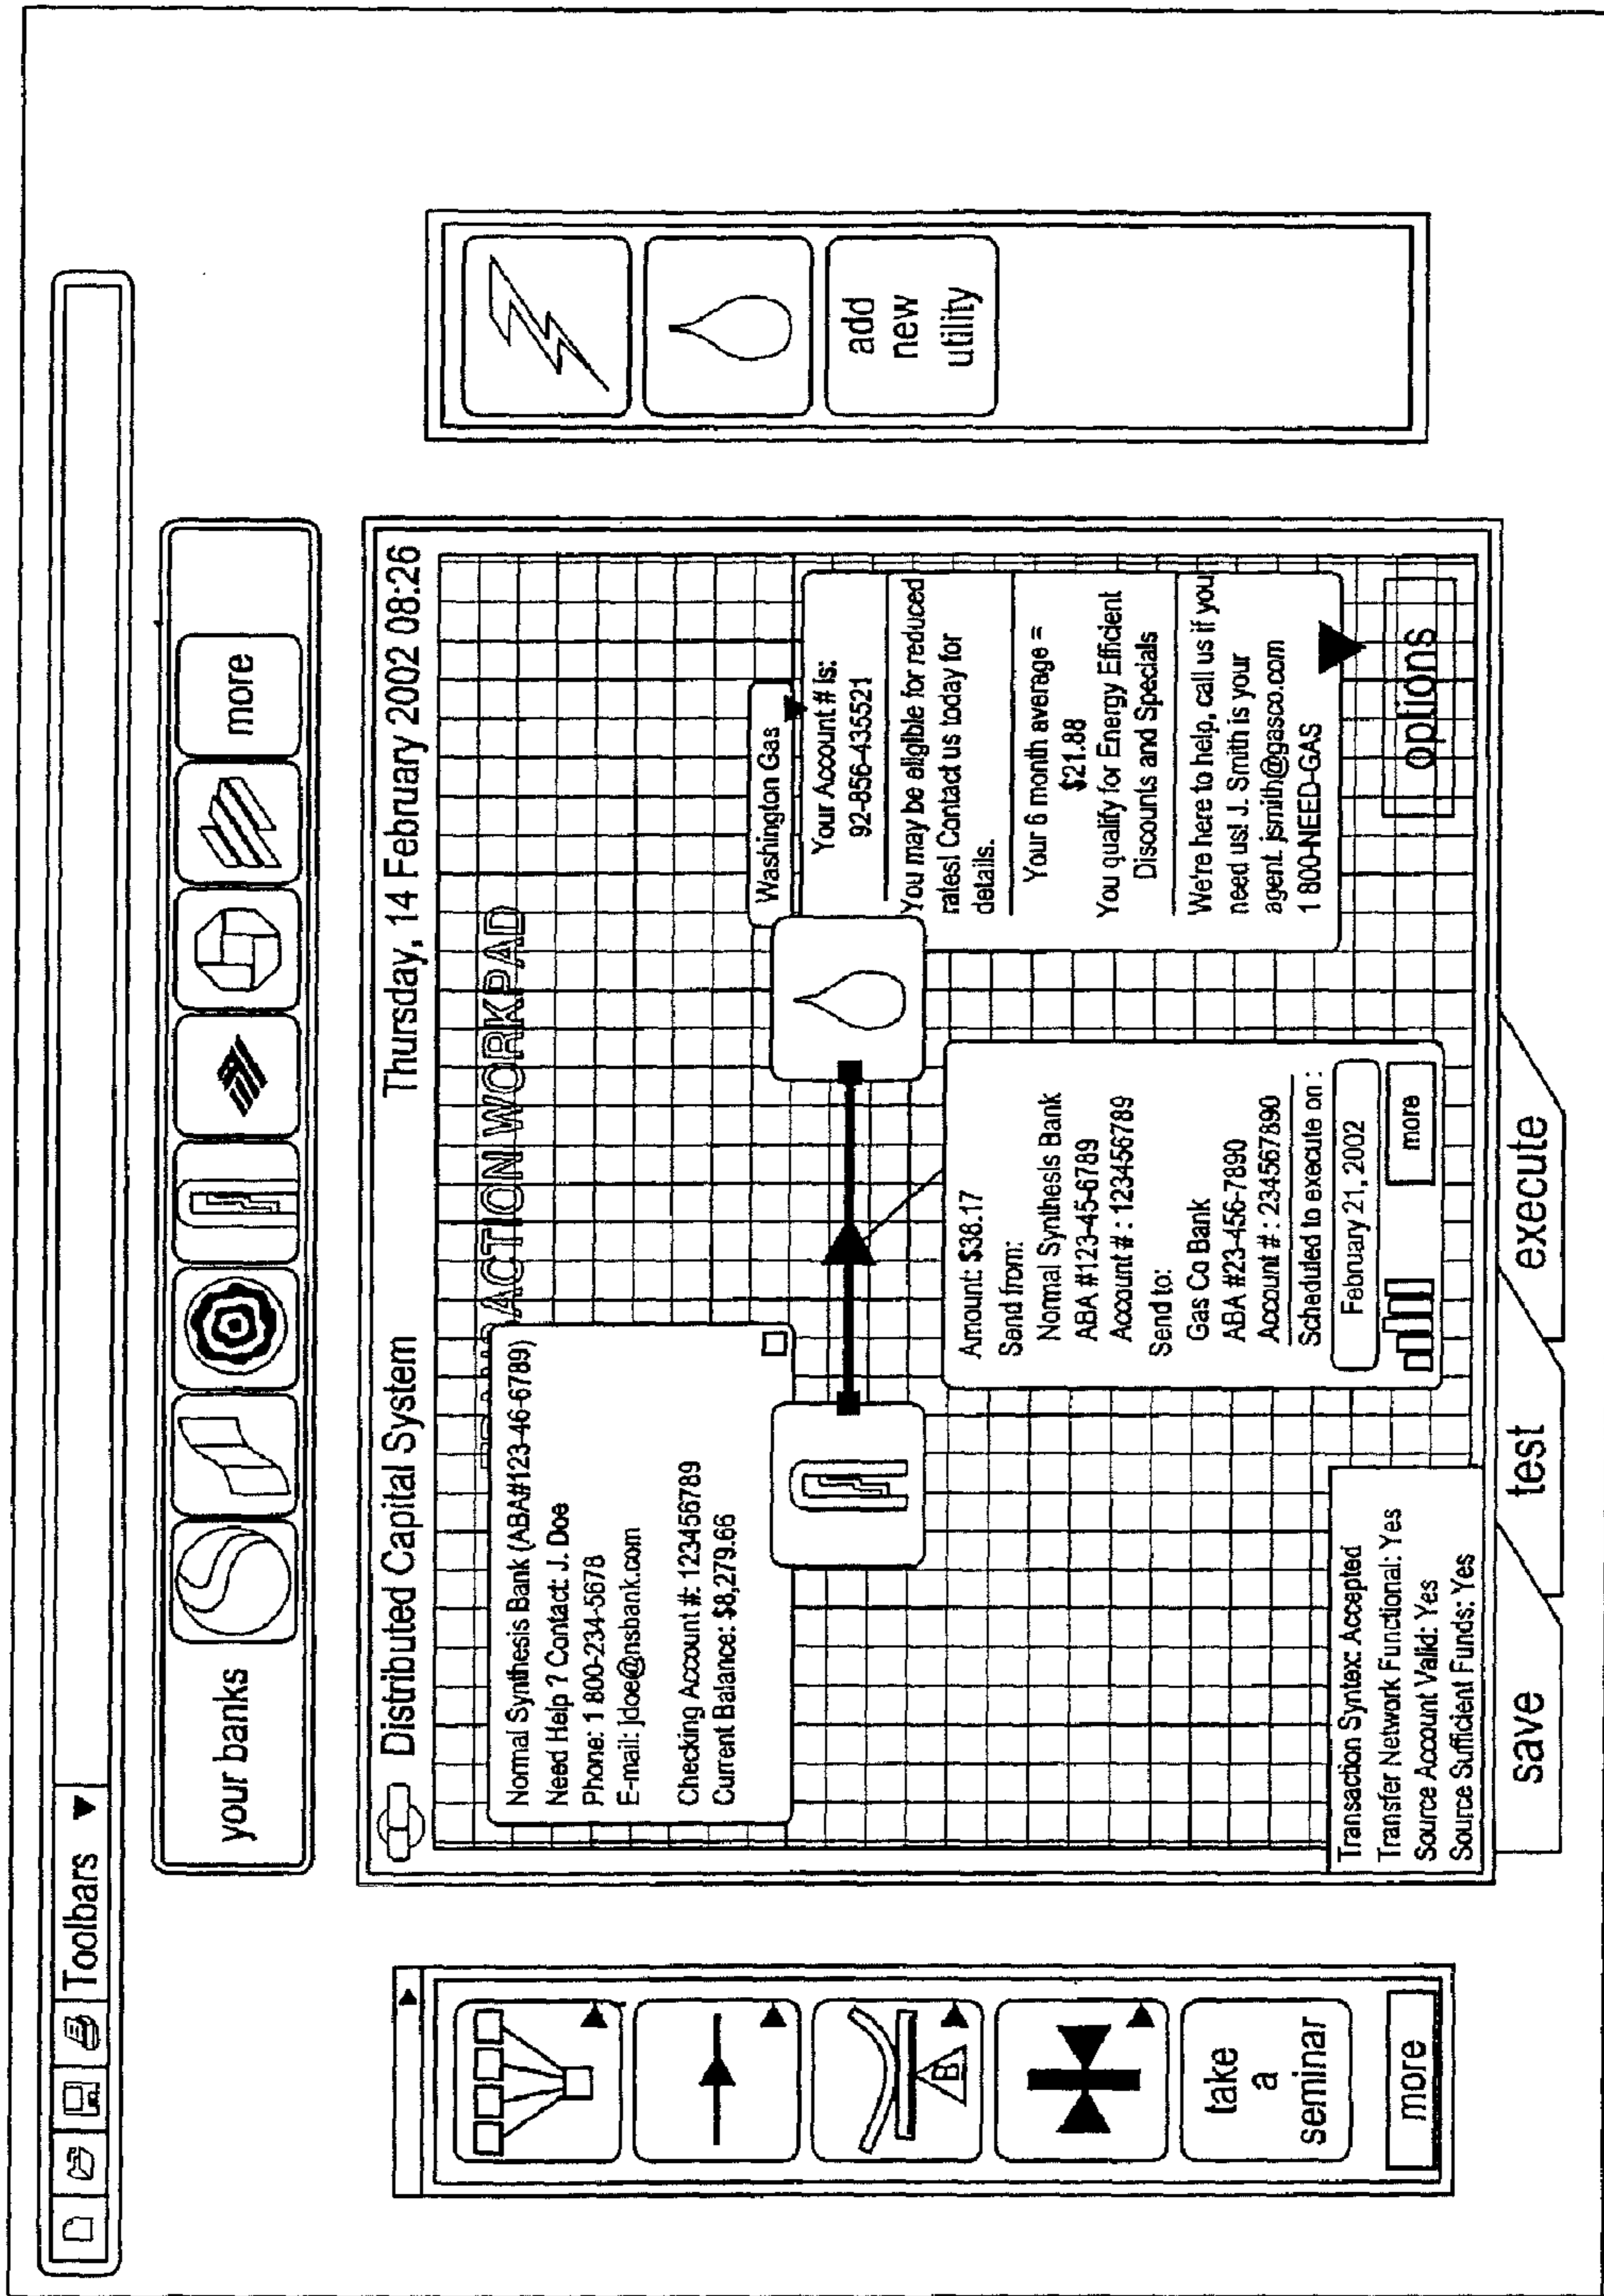 Toolbars
your banks
more
Distributed Capital System
Thursday, 14 February 2002 08:26
ACTION WORKPAD
Normal Synthesis Bank (ABA#123-46-6789)
Need Help ? Contact: J. Doe
Phone: 1 800-234-5678
E-mail: jdoe@nsbank.com
Checking Account #: 123456789
Current Balance: $8,279.66
Washington Gas
Your Account # is:
92-856-435521
You may be eligible for reduced
rates! Contact us today for
details.
Your 6 month average =
$21.88
You qualify for Energy Efficient
Discounts and Specials
We're here to help, call us if you
need us! J. Smith is your
agent. jsmith@gasco.com
1 800-NEED-GAS
options
Amount: $38.17
Send from:
Normal Synthesis Bank
ABA #123-45-6789
Account # : 123456789
Send to:
Gas Co Bank
ABA #23-456-7890
Account # : 234567890
Scheduled to execute on :
February 21, 2002
more
Transaction Syntex: Accepted
Transfer Network Functional: Yes
Source Account Valid: Yes
Source Sufficient Funds: Yes
save
test
execute
B
take
a
seminar
more
add
new
utility